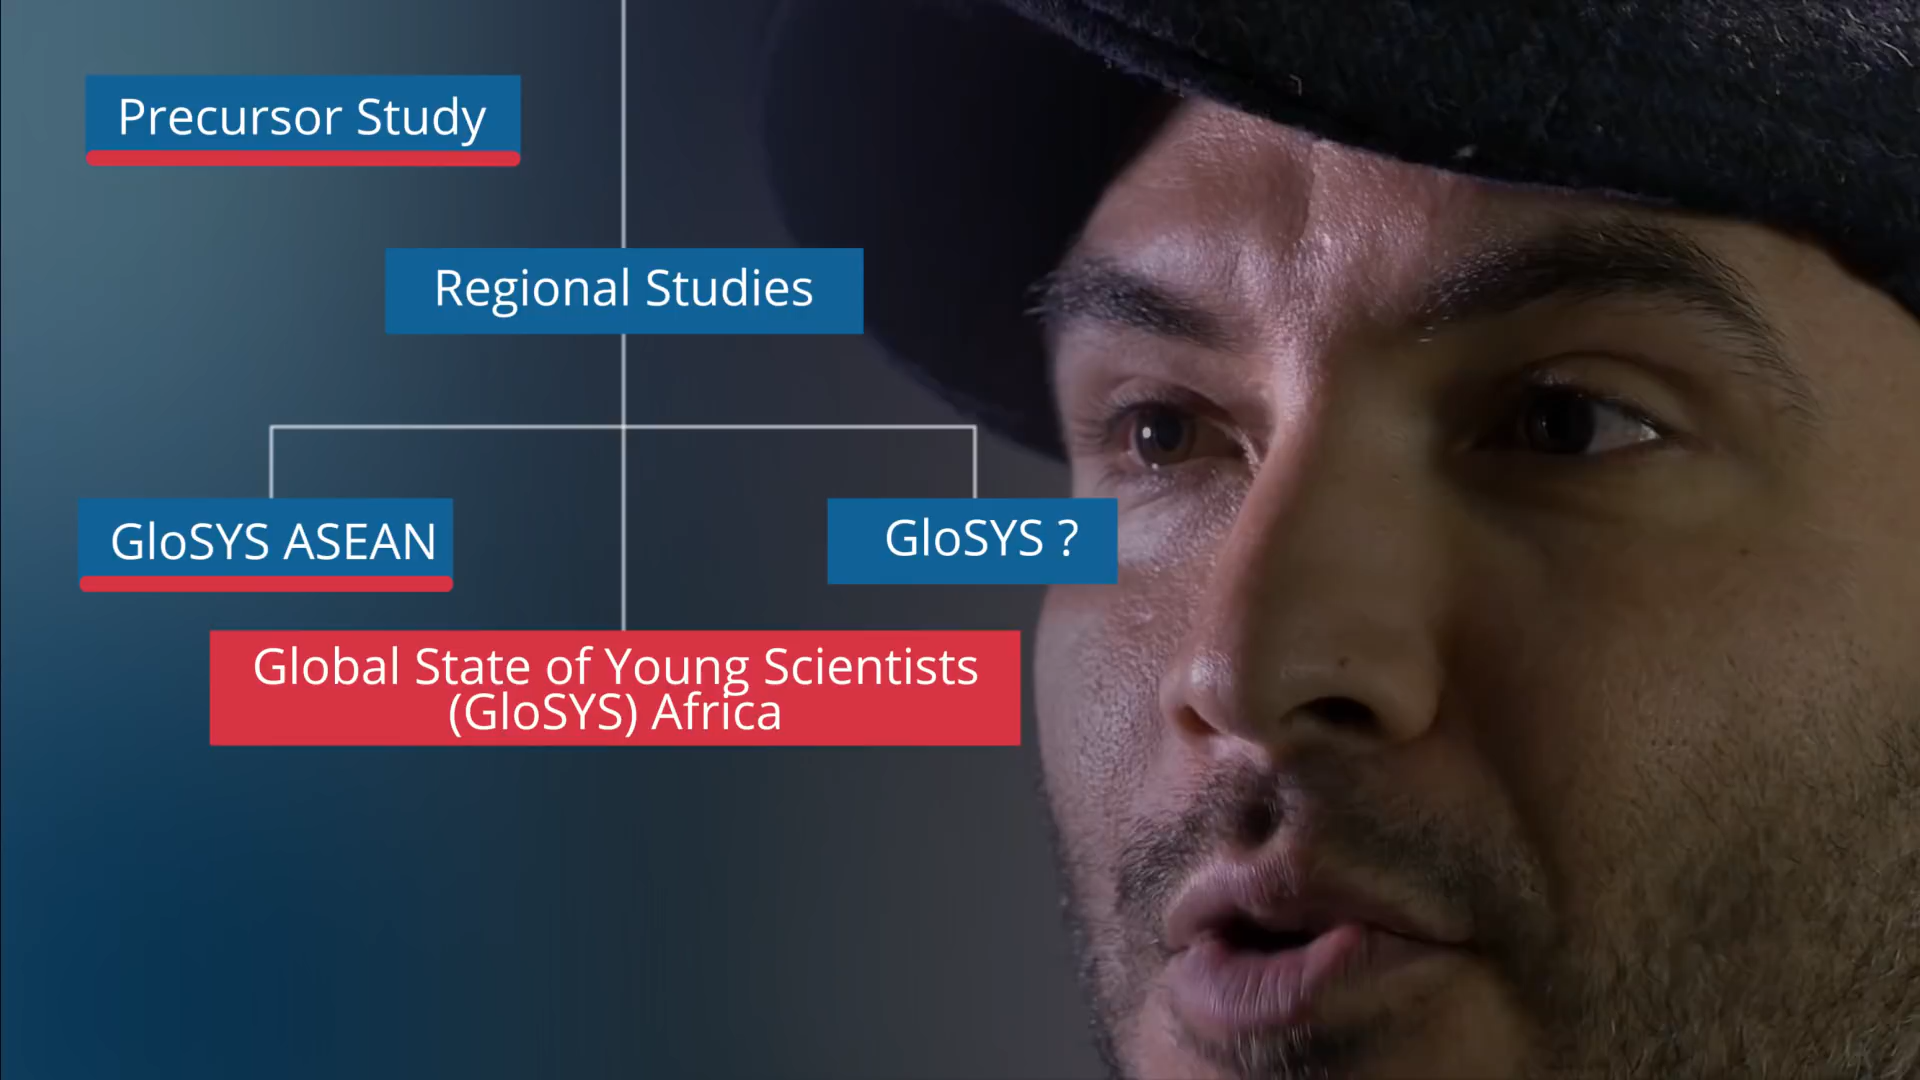 Precursor Study
Regional Studies
GloSYS ASEAN
GloSYS ?
Global State of Young Scientists
(GloSYS) Africa